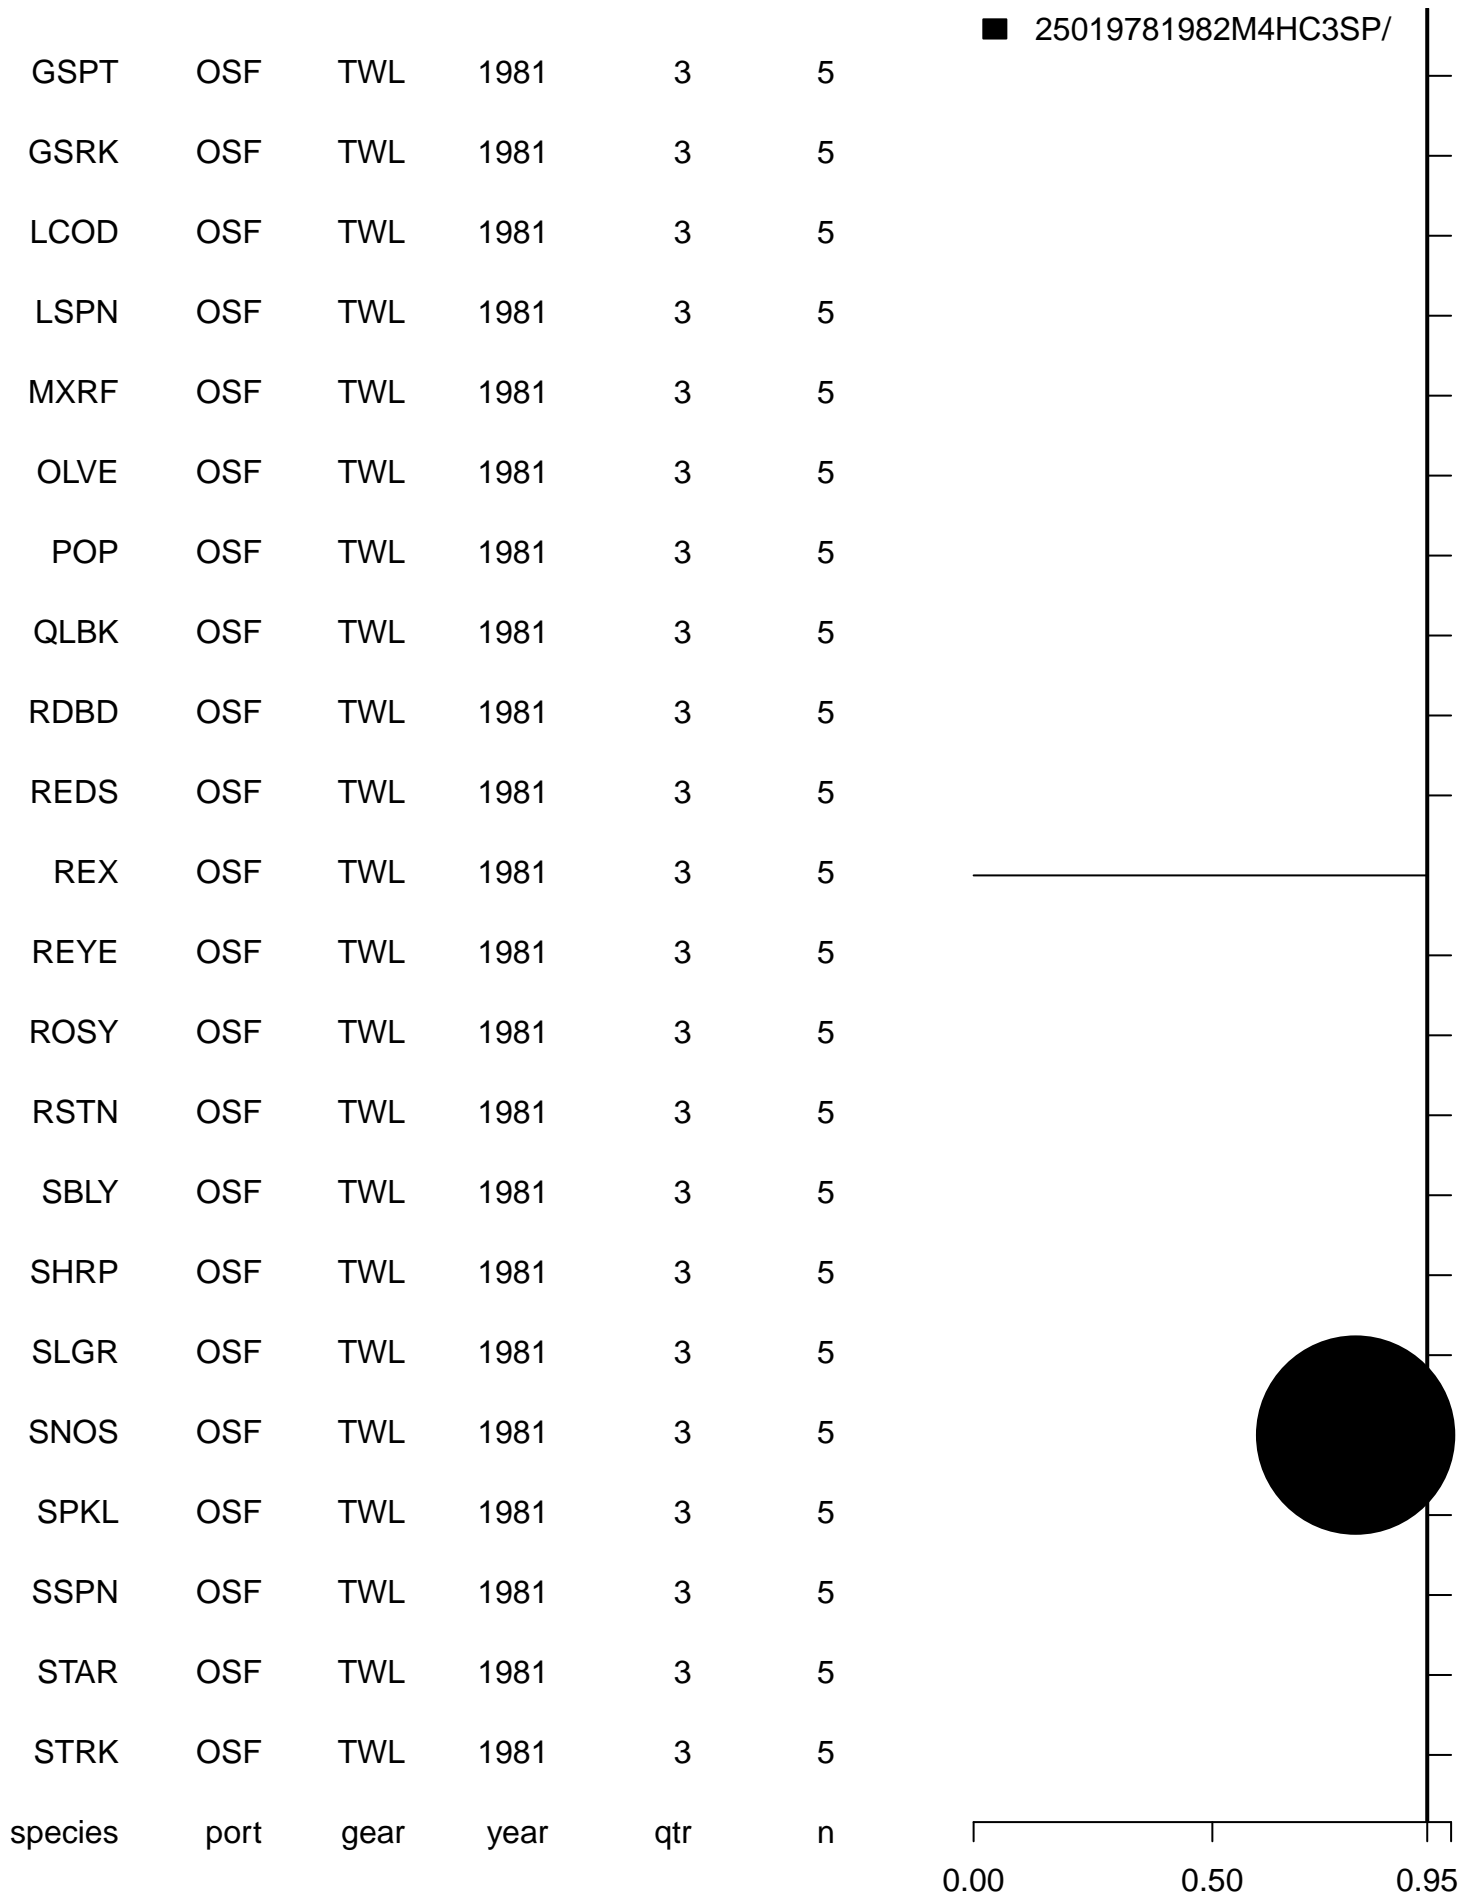 25019781982M4HC3SP/
GSPT OSF TWL 1981 3 5
GSRK OSF TWL 1981 3 5
LCOD OSF TWL 1981 3 5
LSPN OSF TWL 1981 3 5
MXRF OSF TWL 1981 3 5
OLVE OSF TWL 1981 3 5
POP OSF TWL 1981 3 5
QLBK OSF TWL 1981 3 5
RDBD OSF TWL 1981 3 5
REDS OSF TWL 1981 3 5
REX OSF TWL 1981 3 5
REYE OSF TWL 1981 3 5
ROSY OSF TWL 1981 3 5
RSTN OSF TWL 1981 3 5
SBLY OSF TWL 1981 3 5
SHRP OSF TWL 1981 3 5
SLGR OSF TWL 1981 3 5
SNOS OSF TWL 1981 3 5
SPKL OSF TWL 1981 3 5
SSPN OSF TWL 1981 3 5
STAR OSF TWL 1981 3 5
STRK OSF TWL 1981 3 5
species port gear year qtr n
0.00 0.50 0.95